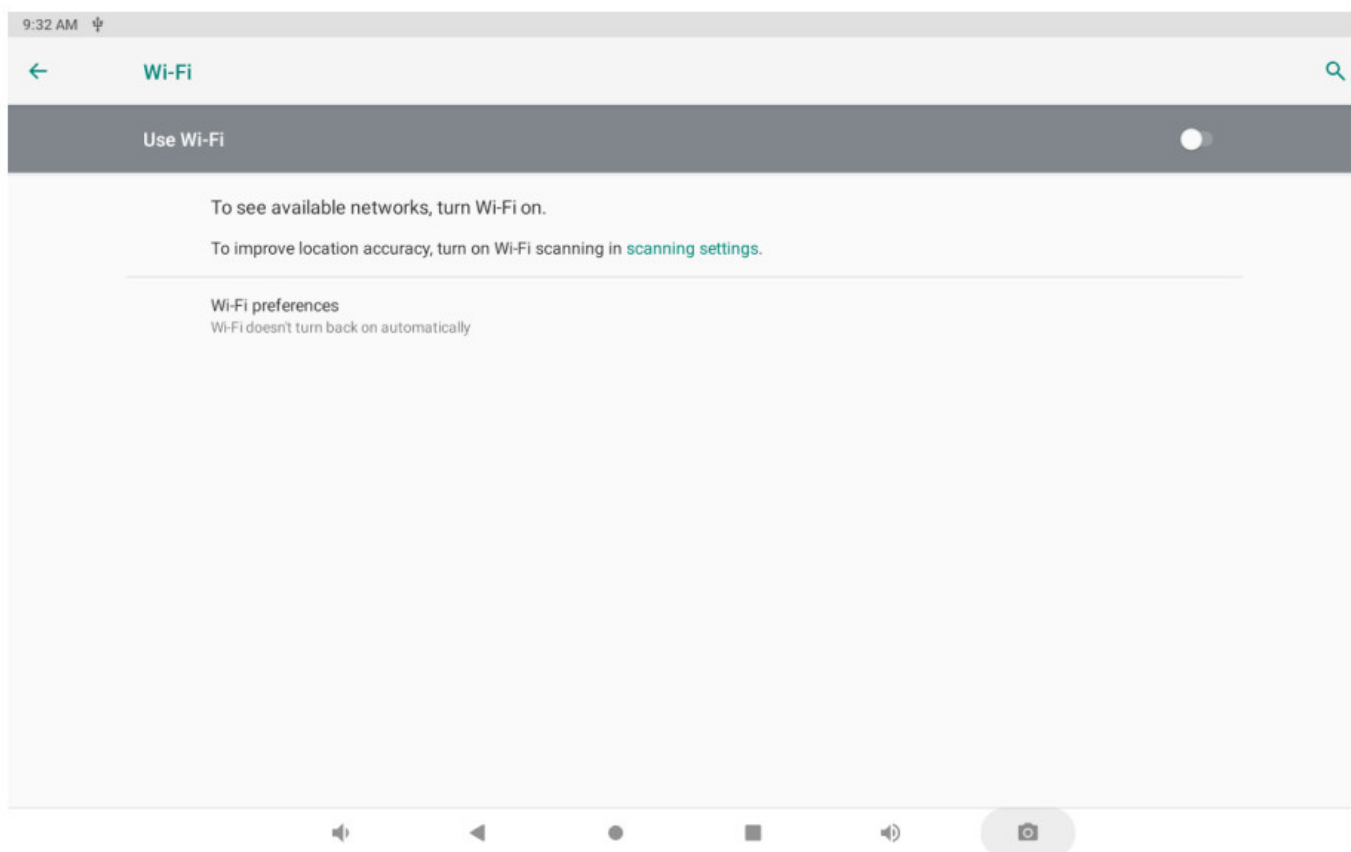 9:32 AM
Wi-Fi
Use Wi-Fi
To see available networks, turn Wi-Fi on.
To improve location accuracy, turn on Wi-Fi scanning in scanning settings.
Wi-Fi preferences
Wi-Fi doesn't turn back on automatically